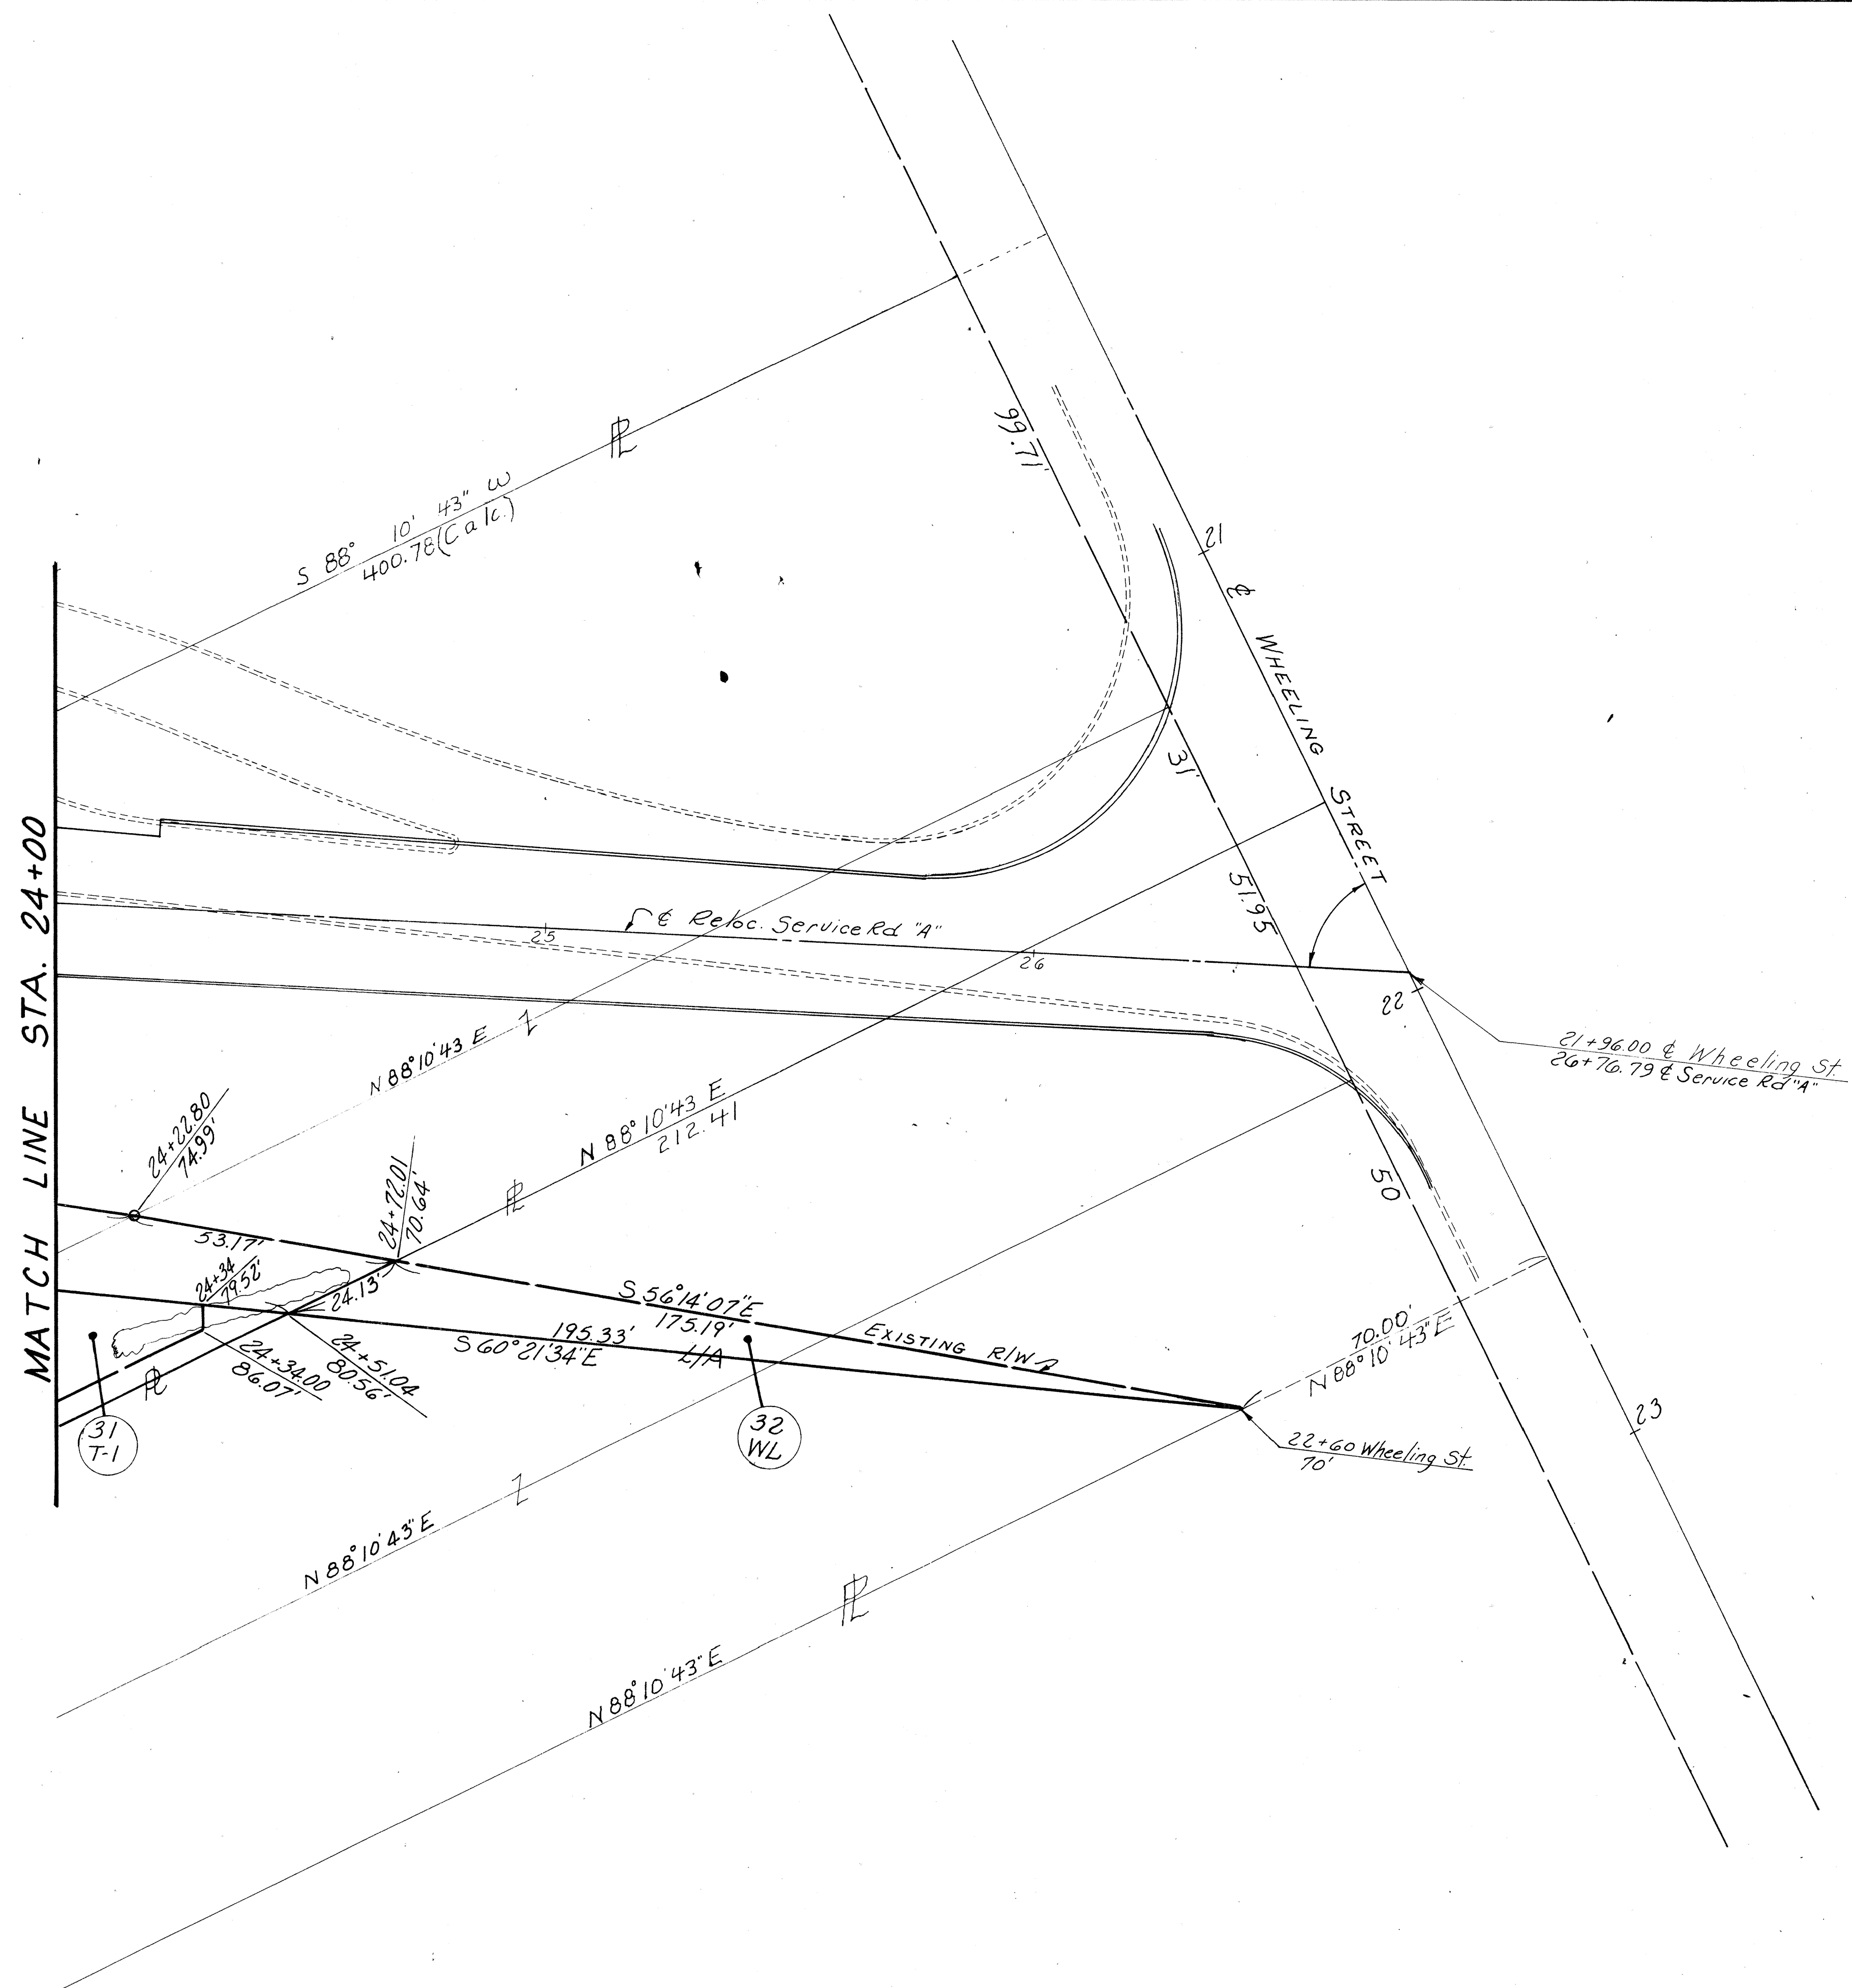 S 88° 10' 43" W
400.78 (Calc.)
℄
99.71'
21
℄ WHEELING STREET
31'
51.95
℄ Reloc. Service Rd "A"
25
26
22
21+96.00 ℄ Wheeling St.
26+76.79 ℄ Service Rd "A"
MATCH LINE STA. 24+00
N 88°10'43 E
N 88°10'43 E
212.41
24+22.80
74.99'
24+72.01
70.64'
PL
50
53.17'
24+34
79.52'
24.13'
S 56°14'07"E
175.19'
EXISTING R/W
195.33'
S 60°21'34"E
L/A
70.00'
N 88°10'43"E
24+51.04
80.56'
24+34.00
86.07'
PL
31
T-1
32
WL
22+60 Wheeling St.
70'
23
N 88°10'43"E
PL
N 88°10'43"E